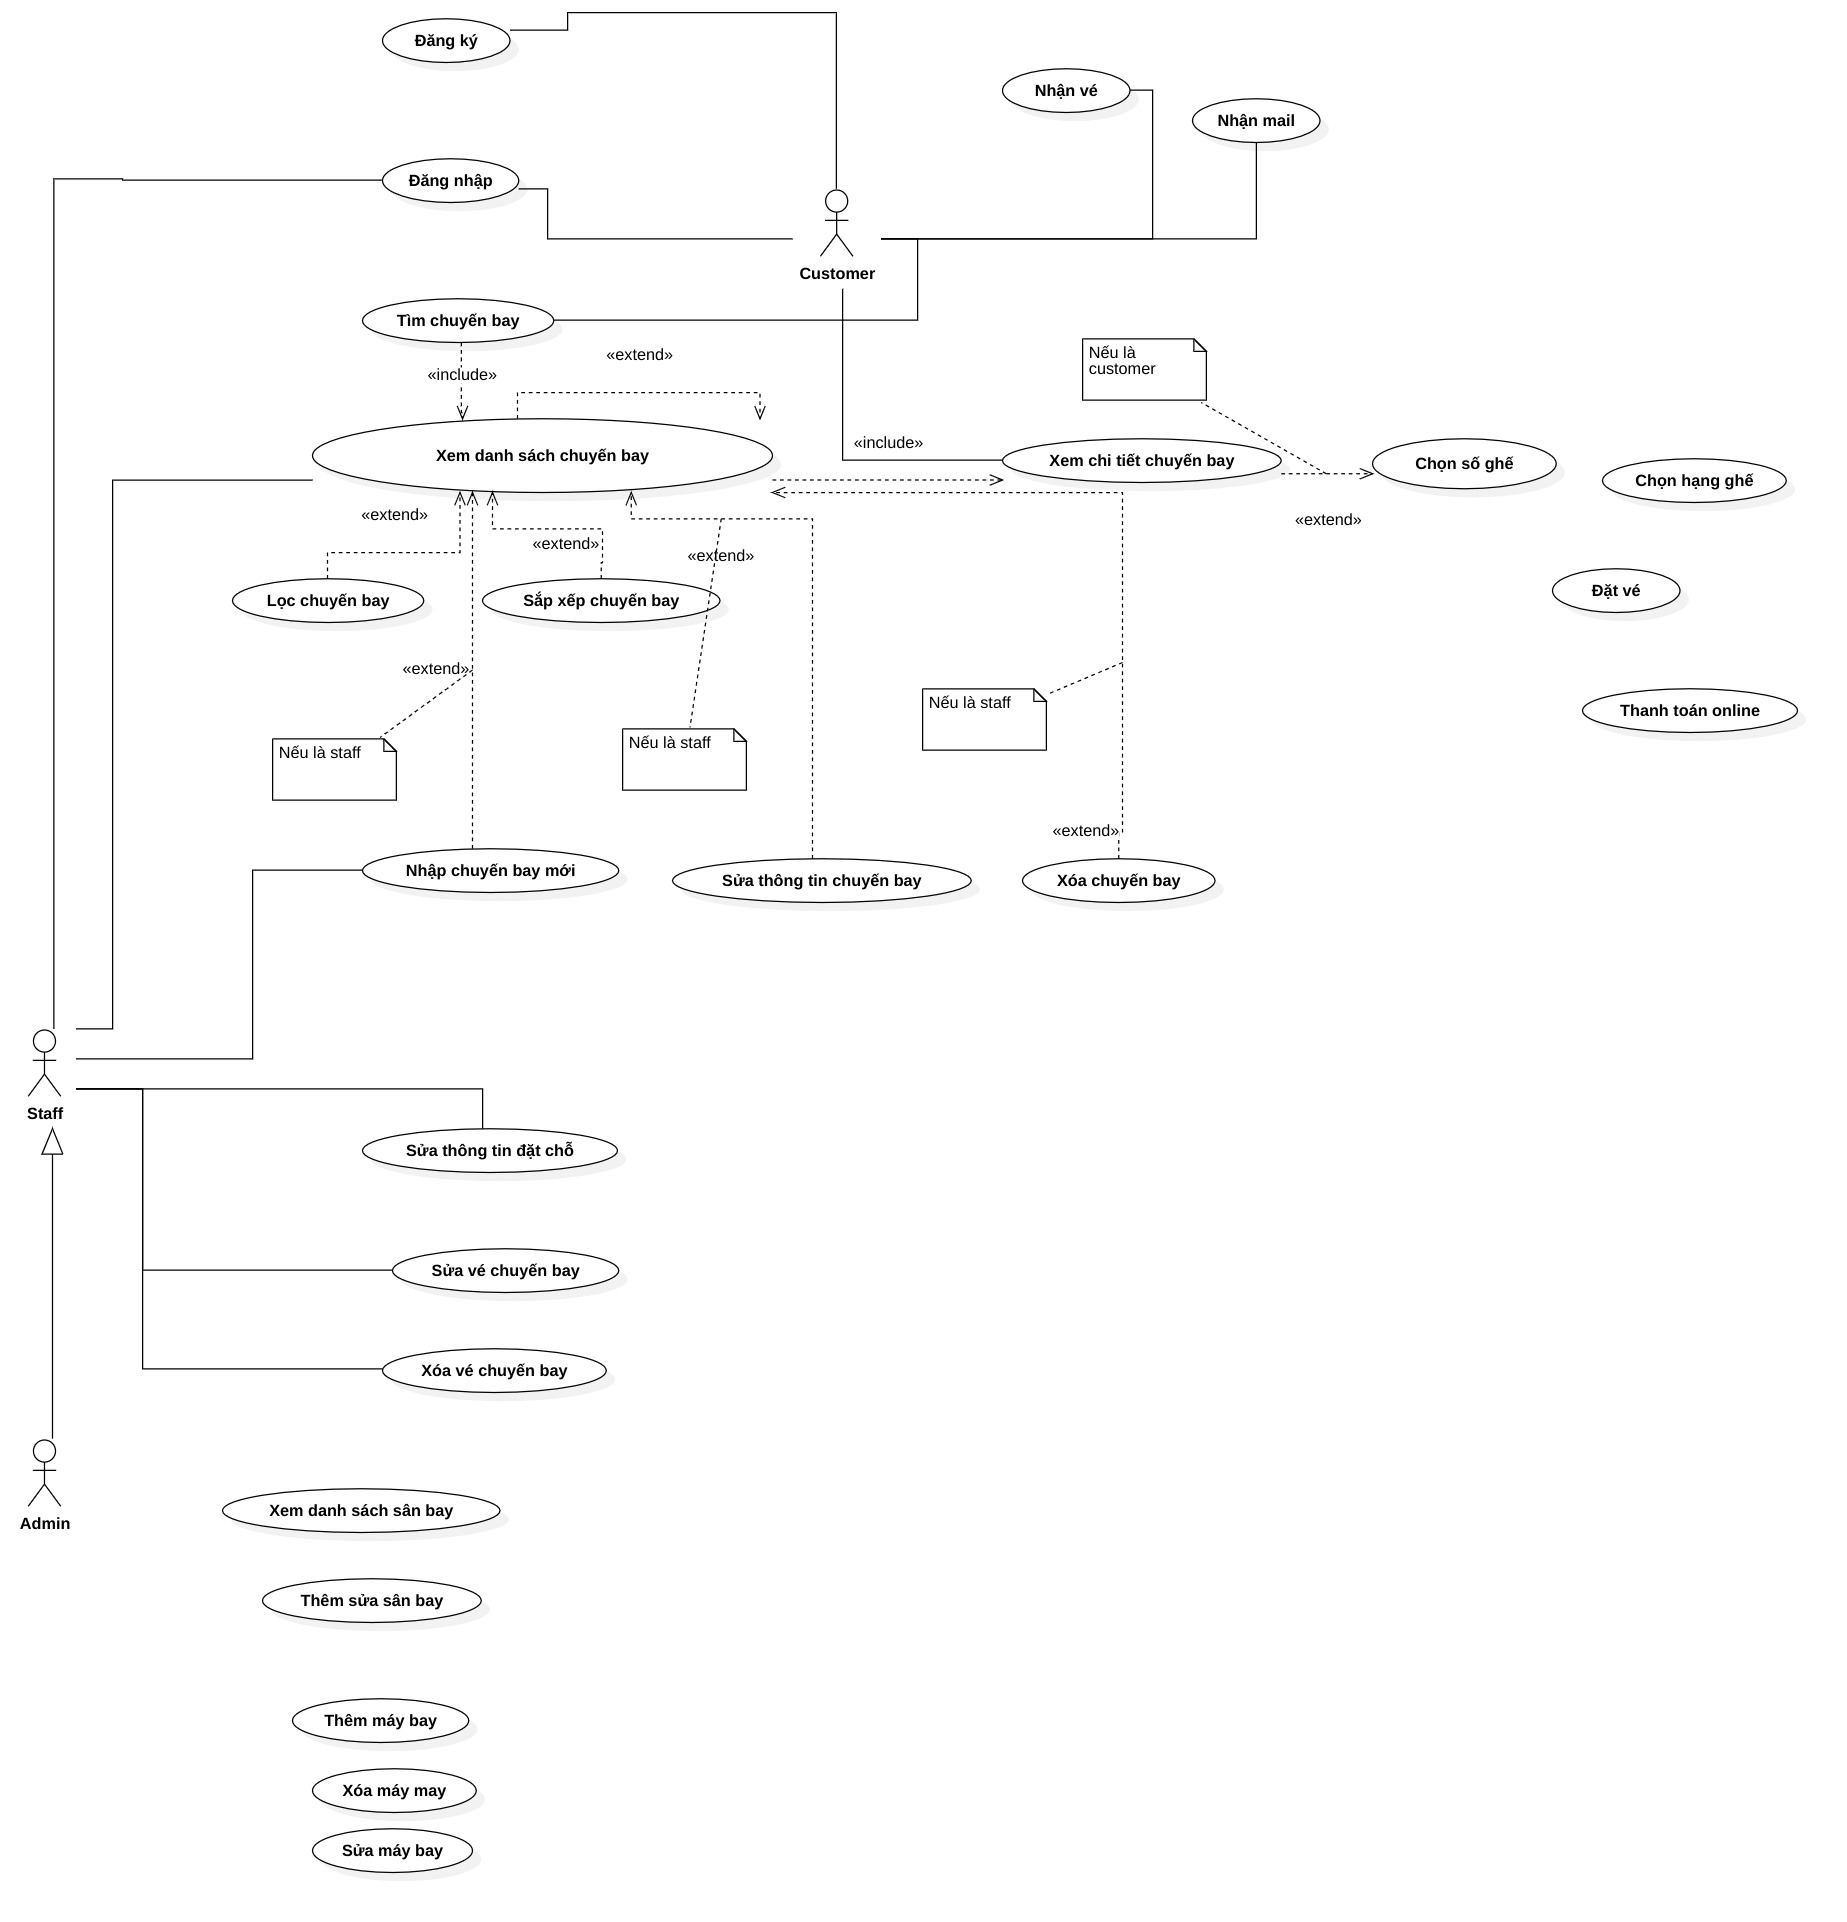 Đăng ký
Nhận vé
Nhận mail
Đăng nhập
Customer
Tìm chuyến bay
«extend»
Nếu là
customer
«include»
«include»
Xem danh sách chuyến bay
Xem chi tiết chuyến bay
Chọn số ghế
Chọn hạng ghế
«extend»
«extend»
«extend»
«extend»
Lọc chuyến bay
Sắp xếp chuyến bay
Đặt vé
«extend»
Nếu là staff
Thanh toán online
Nếu là staff
Nếu là staff
«extend»
Nhập chuyến bay mới
Sửa thông tin chuyến bay
Xóa chuyến bay
Staff
Sửa thông tin đặt chỗ
Sửa vé chuyến bay
Xóa vé chuyến bay
Admin
Xem danh sách sân bay
Thêm sửa sân bay
Thêm máy bay
Xóa máy may
Sửa máy bay